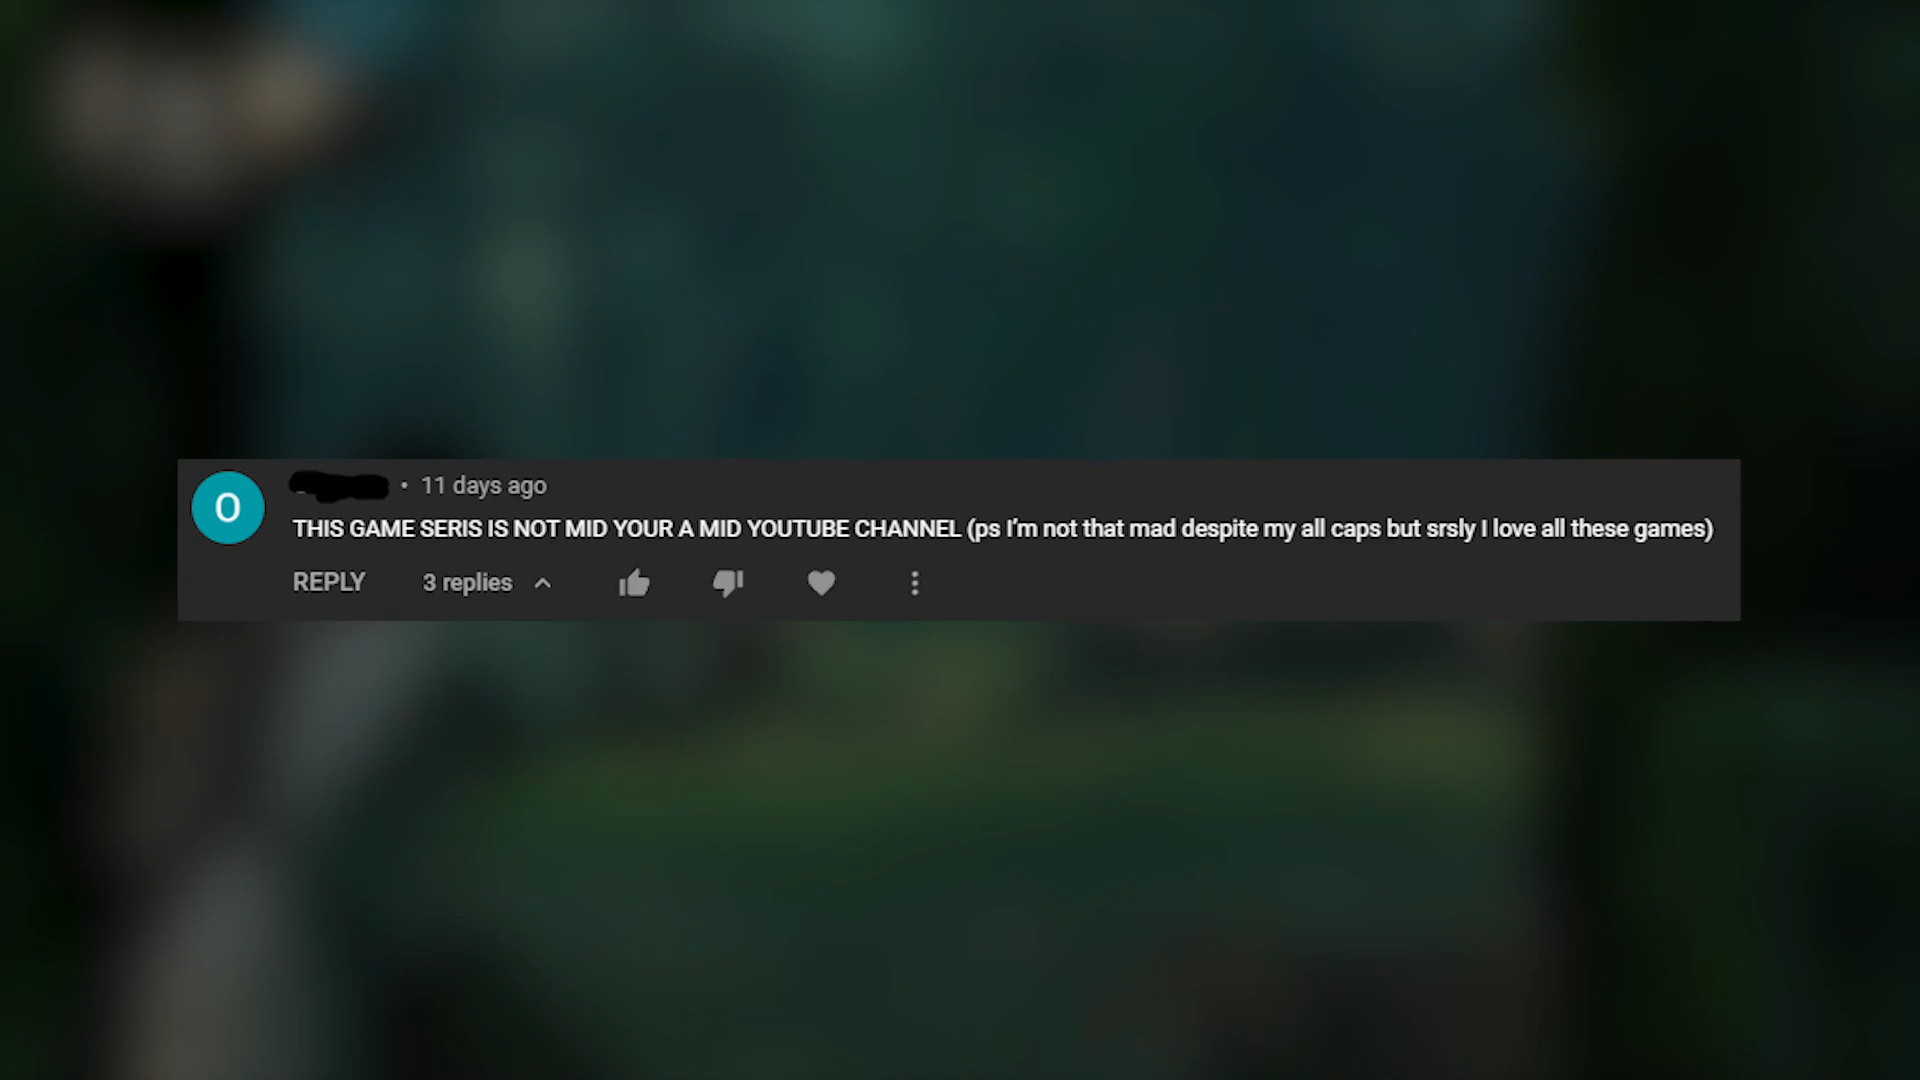 O
• 11 days ago
THIS GAME SERIS IS NOT MID YOUR A MID YOUTUBE CHANNEL (ps I'm not that mad despite my all caps but srsly I love all these games)
REPLY 3 replies